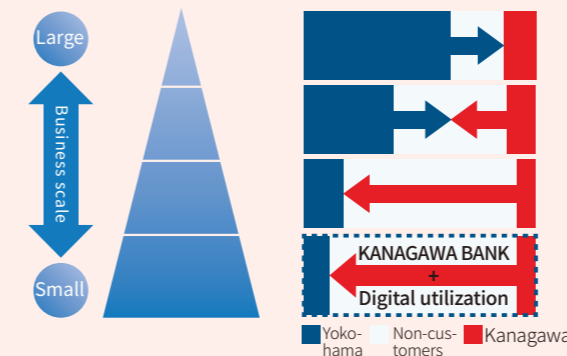 Large
Business scale
Small
KANAGAWA BANK
+
Digital utilization
Yoko-
hama
Non-cus-
tomers
Kanagawa